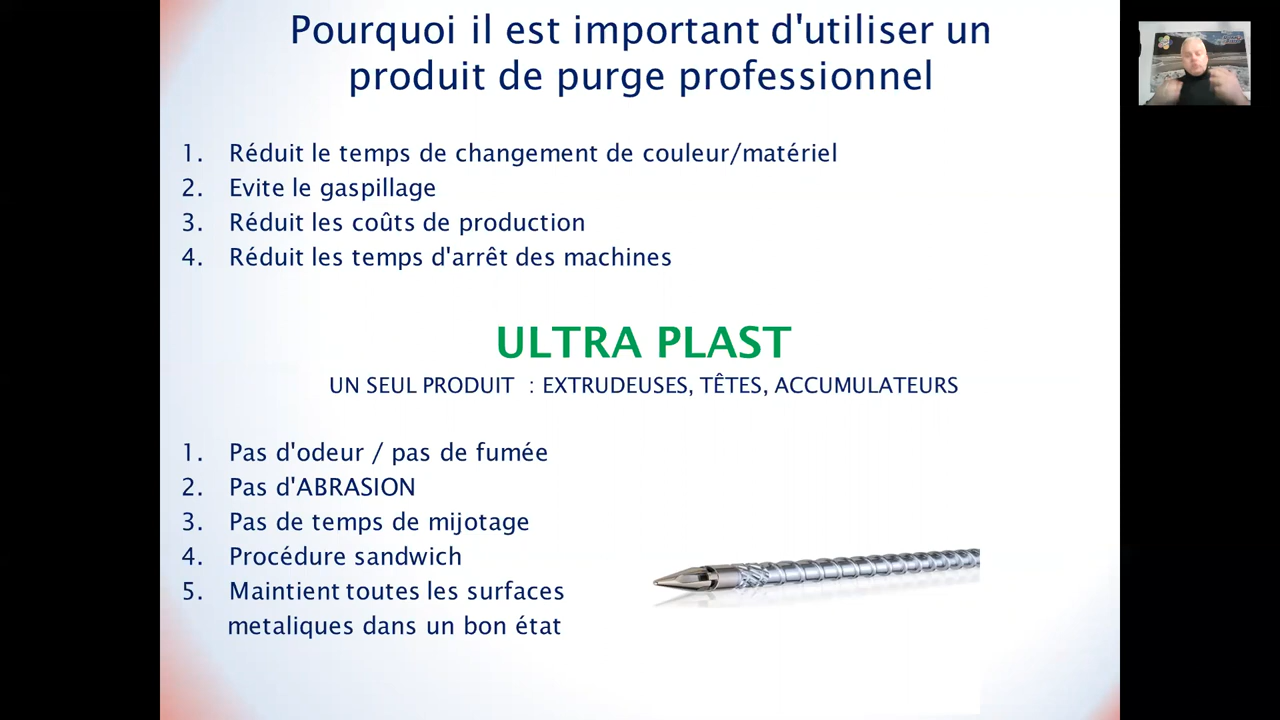 Pourquoi il est important d'utiliser un
produit de purge professionnel
1. Réduit le temps de changement de couleur/matériel
2. Evite le gaspillage
3. Réduit les coûts de production
4. Réduit les temps d'arrêt des machines
ULTRA PLAST
UN SEUL PRODUIT : EXTRUDEUSES, TÊTES, ACCUMULATEURS
1. Pas d'odeur / pas de fumée
2. Pas d'ABRASION
3. Pas de temps de mijotage
4. Procédure sandwich
5. Maintient toutes les surfaces
metaliques dans un bon état